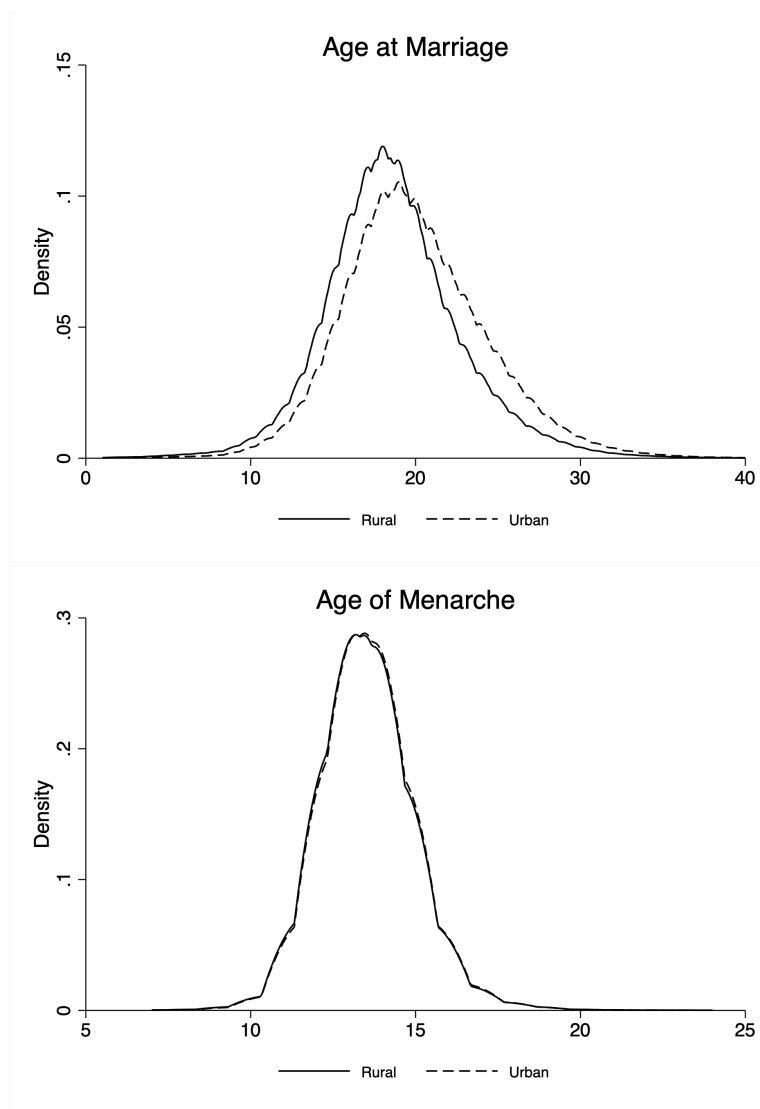 Age at Marriage
.15
.1
.05
0
Density
0 10 20 30 40
Rural Urban
Age of Menarche
.3
.2
.1
0
Density
5 10 15 20 25
Rural Urban